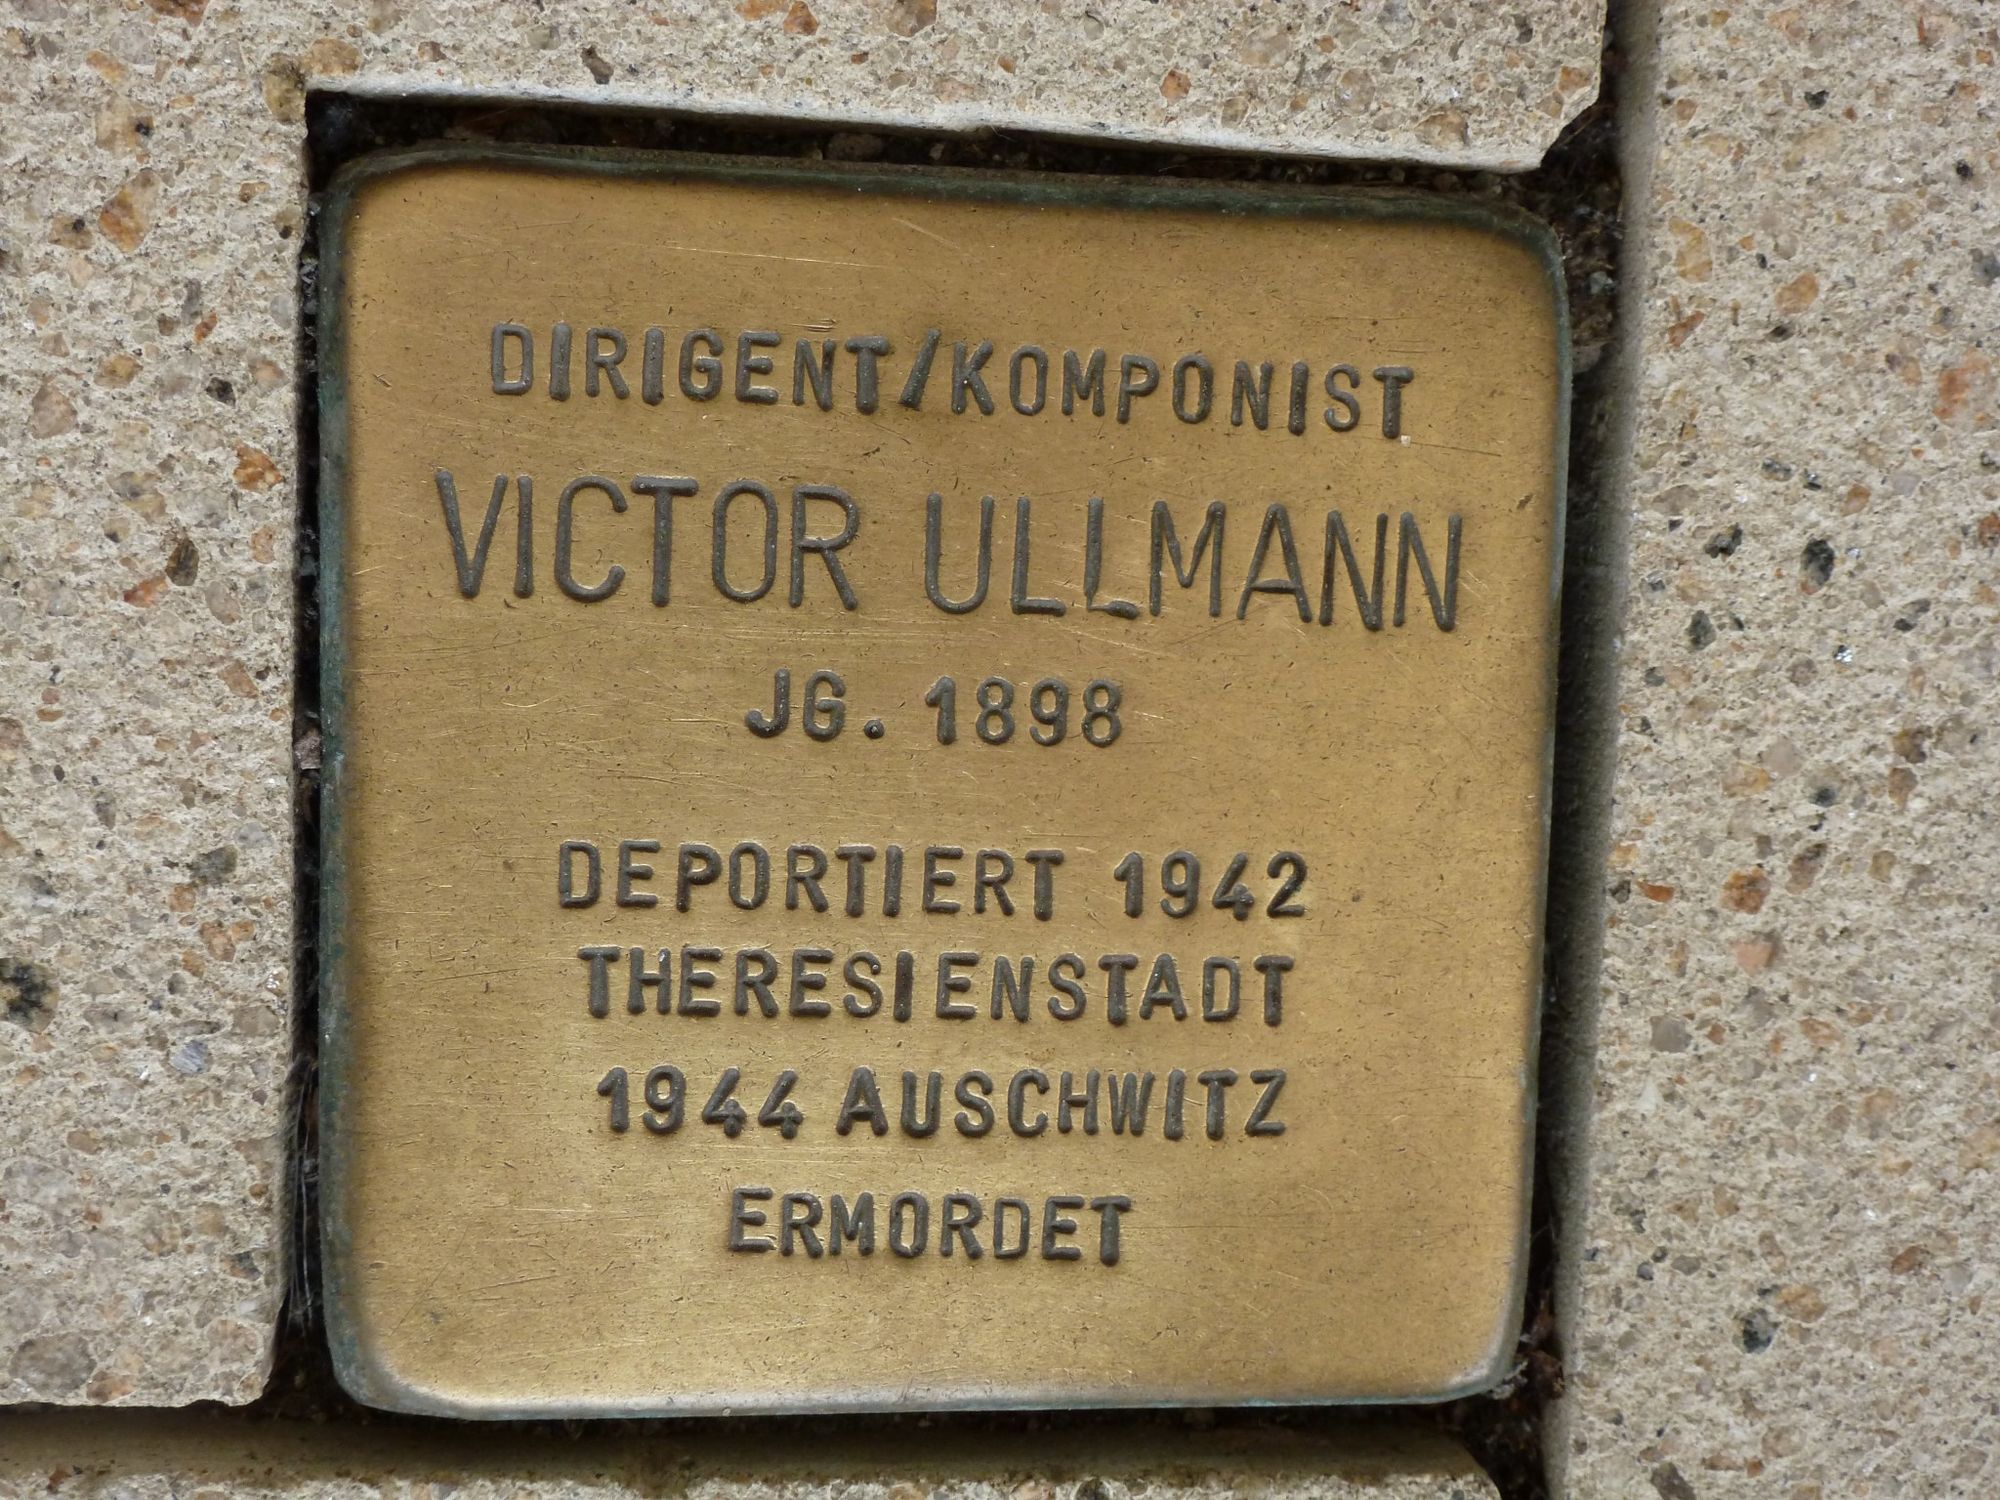 DIRIGENT/KOMPONIST
VICTOR ULLMANN
JG. 1898
DEPORTIERT 1942
THERESIENSTADT
1944 AUSCHWITZ
ERMORDET